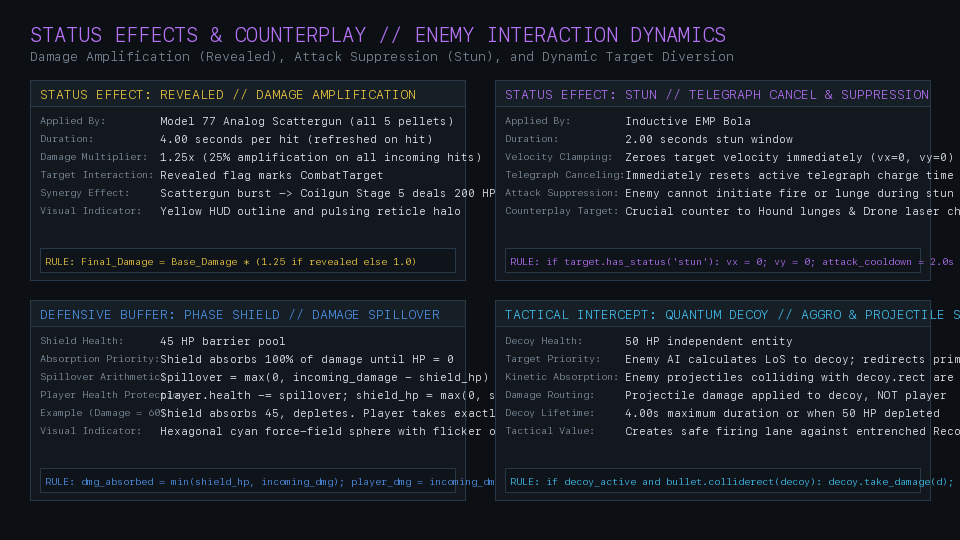 STATUS EFFECTS & COUNTERPLAY // ENEMY INTERACTION DYNAMICS
Damage Amplification (Revealed), Attack Suppression (Stun), and Dynamic Target Diversion
STATUS EFFECT: REVEALED // DAMAGE AMPLIFICATION
Applied By: Model 77 Analog Scattergun (all 5 pellets)
Duration: 4.00 seconds per hit (refreshed on hit)
Damage Multiplier: 1.25x (25% amplification on all incoming hits)
Target Interaction: Revealed flag marks CombatTarget
Synergy Effect: Scattergun burst -> Coilgun Stage 5 deals 200 HP
Visual Indicator: Yellow HUD outline and pulsing reticle halo
RULE: Final_Damage = Base_Damage * (1.25 if revealed else 1.0)
STATUS EFFECT: STUN // TELEGRAPH CANCEL & SUPPRESSION
Applied By: Inductive EMP Bola
Duration: 2.00 seconds stun window
Velocity Clamping: Zeroes target velocity immediately (vx=0, vy=0)
Telegraph Canceling: Immediately resets active telegraph charge time
Attack Suppression: Enemy cannot initiate fire or lunge during stun
Counterplay Target: Crucial counter to Hound lunges & Drone laser ch
RULE: if target.has_status('stun'): vx = 0; vy = 0; attack_cooldown = 2.0s
DEFENSIVE BUFFER: PHASE SHIELD // DAMAGE SPILLOVER
Shield Health: 45 HP barrier pool
Absorption Priority: Shield absorbs 100% of damage until HP = 0
Spillover Arithmetic: Spillover = max(0, incoming_damage - shield_hp)
Player Health Protection: player.health -= spillover; shield_hp = max(0, s
Example (Damage = 60 Shield absorbs 45, depletes. Player takes exactl
Visual Indicator: Hexagonal cyan force-field sphere with flicker o
RULE: dmg_absorbed = min(shield_hp, incoming_dmg); player_dmg = incoming_dm
TACTICAL INTERCEPT: QUANTUM DECOY // AGGRO & PROJECTILE S
Decoy Health: 50 HP independent entity
Target Priority: Enemy AI calculates LoS to decoy; redirects prim
Kinetic Absorption: Enemy projectiles colliding with decoy.rect are
Damage Routing: Projectile damage applied to decoy, NOT player
Decoy Lifetime: 4.00s maximum duration or when 50 HP depleted
Tactical Value: Creates safe firing lane against entrenched Reco
RULE: if decoy_active and bullet.colliderect(decoy): decoy.take_damage(d);